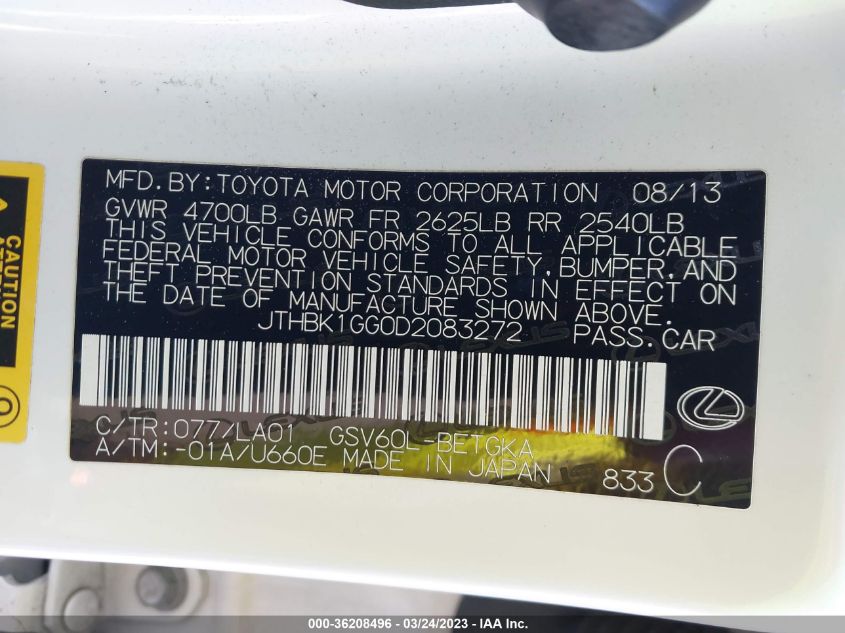 MFD.BY:TOYOTA MOTOR CORPORATION 08/13
GVWR 4700LB GAWR FR 2625LB RR 2540LB
THIS VEHICLE CONFORMS TO ALL APPLICABLE
FEDERAL MOTOR VEHICLE SAFETY,BUMPER,AND
THEFT PREVENTION STANDARDS IN EFFECT ON
THE DATE OF MANUFACTURE SHOWN ABOVE.
JTHBK1GG0D2083272 PASS.CAR
C/TR:077/LA01 GSV60L-BETGKA
A/TM:-01A/U660E MADE IN JAPAN 833 C
CAUTION
000-36208496 - 03/24/2023 - IAA Inc.